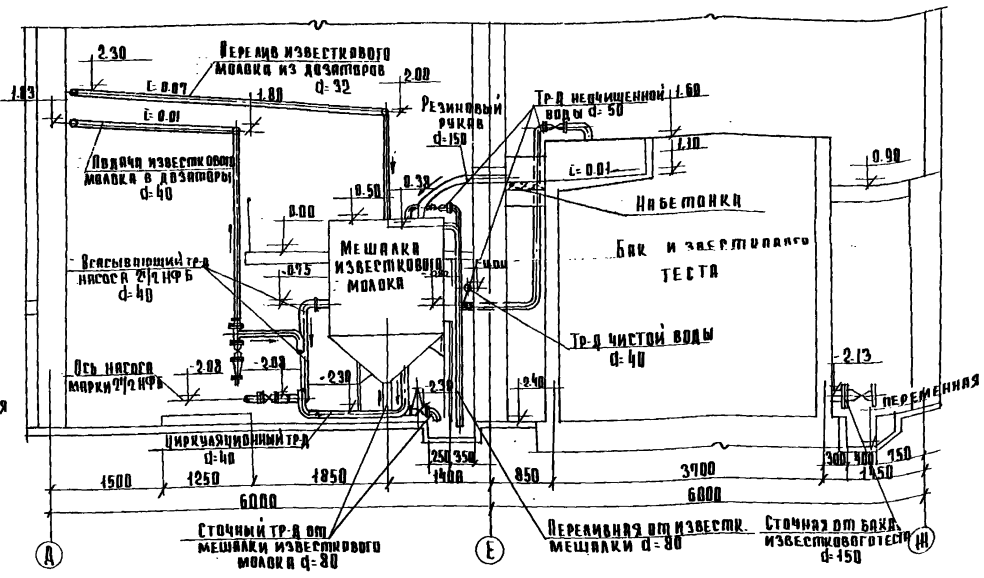 2.30
ПЕРЕЛИВ ИЗВЕСТКОВОГО
МОЛОКА ИЗ ДОЗАТОРОВ
d=32
i=0.07
2.00
1.80
1.03
i=0.01
ПОДАЧА ИЗВЕСТКОВ
МОЛОКА В ДОЗАТОРЫ
d=40
РЕЗИНОВЫЙ
РУКАВ
d=150
ТР-Д НЕОЧИЩЕННОЙ
ВОДЫ d=50
1.60
1.10
i=0.01
0.90
НАБЕТОНКА
0.50
0.30
0.00
МЕШАЛКА
ИЗВЕСТКОВОГО
МОЛОКА
БАК ИЗВЕСТКОВОГО
ТЕСТА
ВСАСЫВАЮЩИЙ ТР-Д
НАСОСА 2 1/2 НФБ
d=40
-0.75
ТР-Д ЧИСТОЙ ВОДЫ
d=40
ОСЬ НАСОСА
МАРКИ 2 1/2 НФБ
-2.08
-2.08
-2.30
-2.30
-2.40
-2.13
ПЕРЕМЕННАЯ
Я
ЦИРКУЛЯЦИОННЫЙ ТР-Д
d=40
250 350
300 400 750
1500 1250 1850 1400 850 3700 1450
6000 6000
СТОЧНЫЙ ТР-Д ОТ
МЕШАЛКИ ИЗВЕСТКОВОГО
МОЛОКА d=80
ПЕРЕЛИВНАЯ ОТ ИЗВЕСТК.
МЕШАЛКИ d=80
СТОЧНАЯ ОТ БАКА
ИЗВЕСТКОВОГО ТЕСТА
d=150
А Е Ж